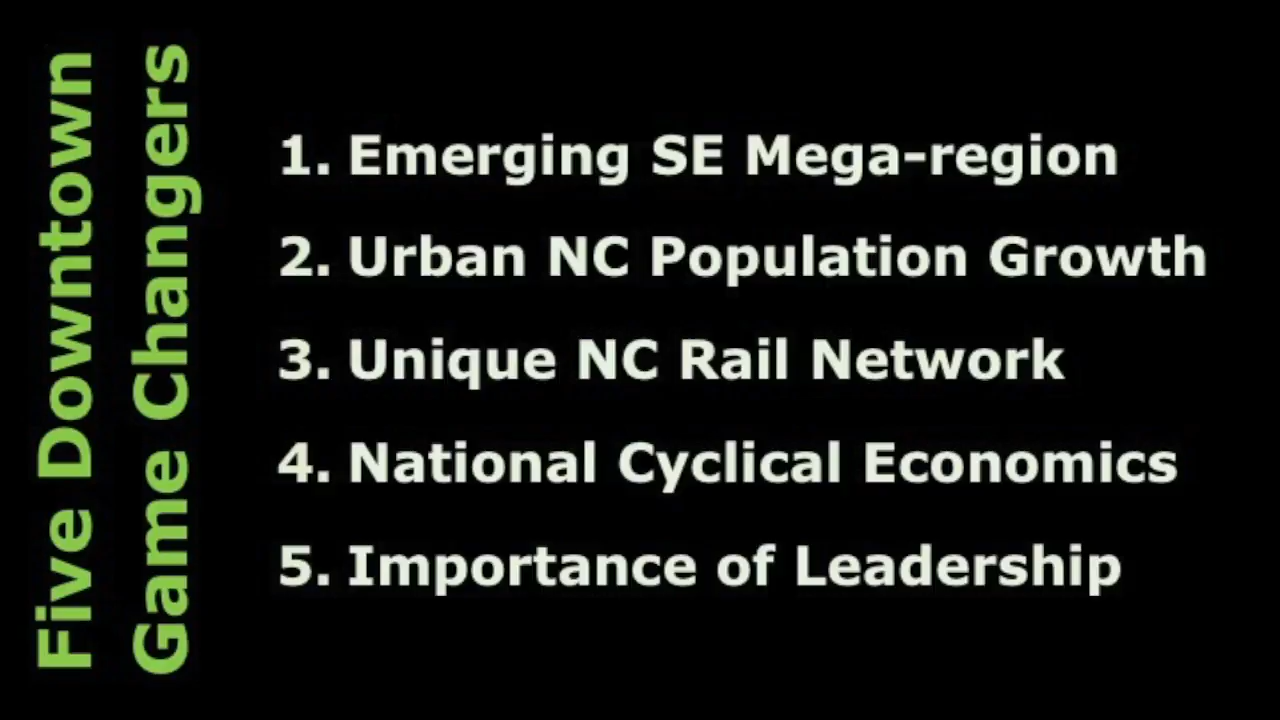 Five Downtown
Game Changers
1. Emerging SE Mega-region
2. Urban NC Population Growth
3. Unique NC Rail Network
4. National Cyclical Economics
5. Importance of Leadership